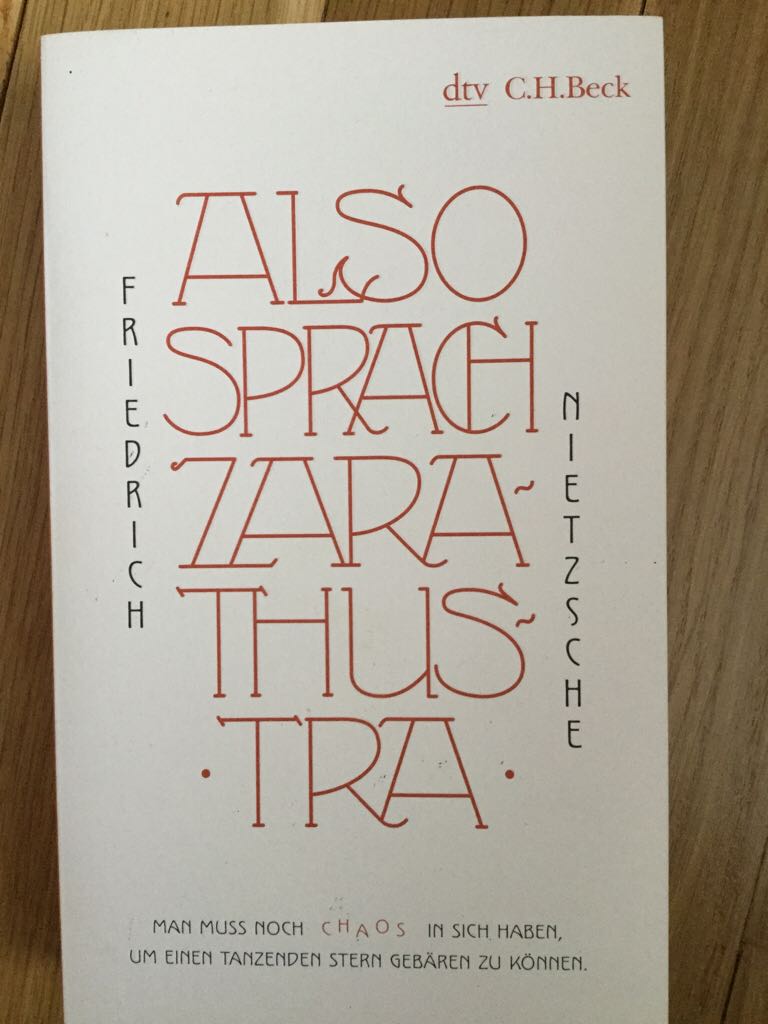 dtv C.H.Beck
FRIEDRICH
ALSO
SPRACH
ZARA~
THUS~
· TRA ·
NIETZSCHE
MAN MUSS NOCH CHAOS IN SICH HABEN,
UM EINEN TANZENDEN STERN GEBÄREN ZU KÖNNEN.